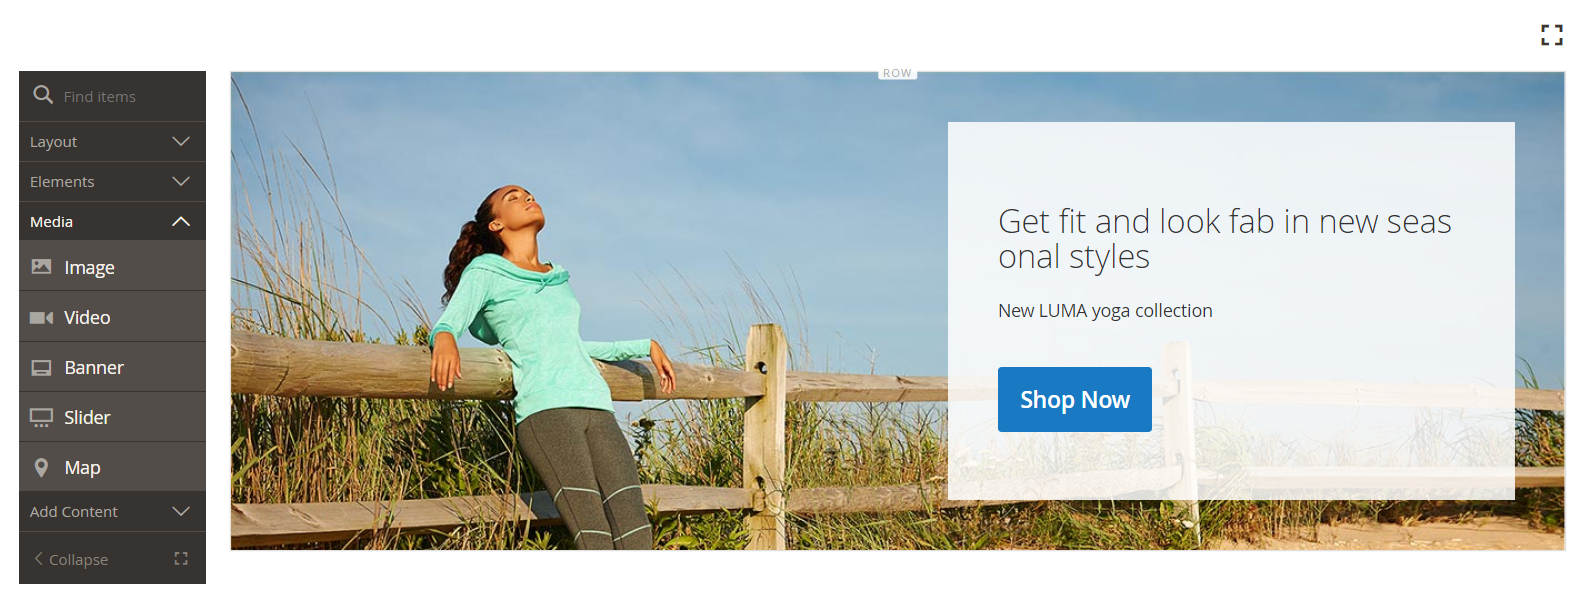 Find items
Layout
Elements
Media
Image
Video
Banner
Slider
Map
Add Content
Collapse
ROW
Get fit and look fab in new seas
onal styles
New LUMA yoga collection
Shop Now